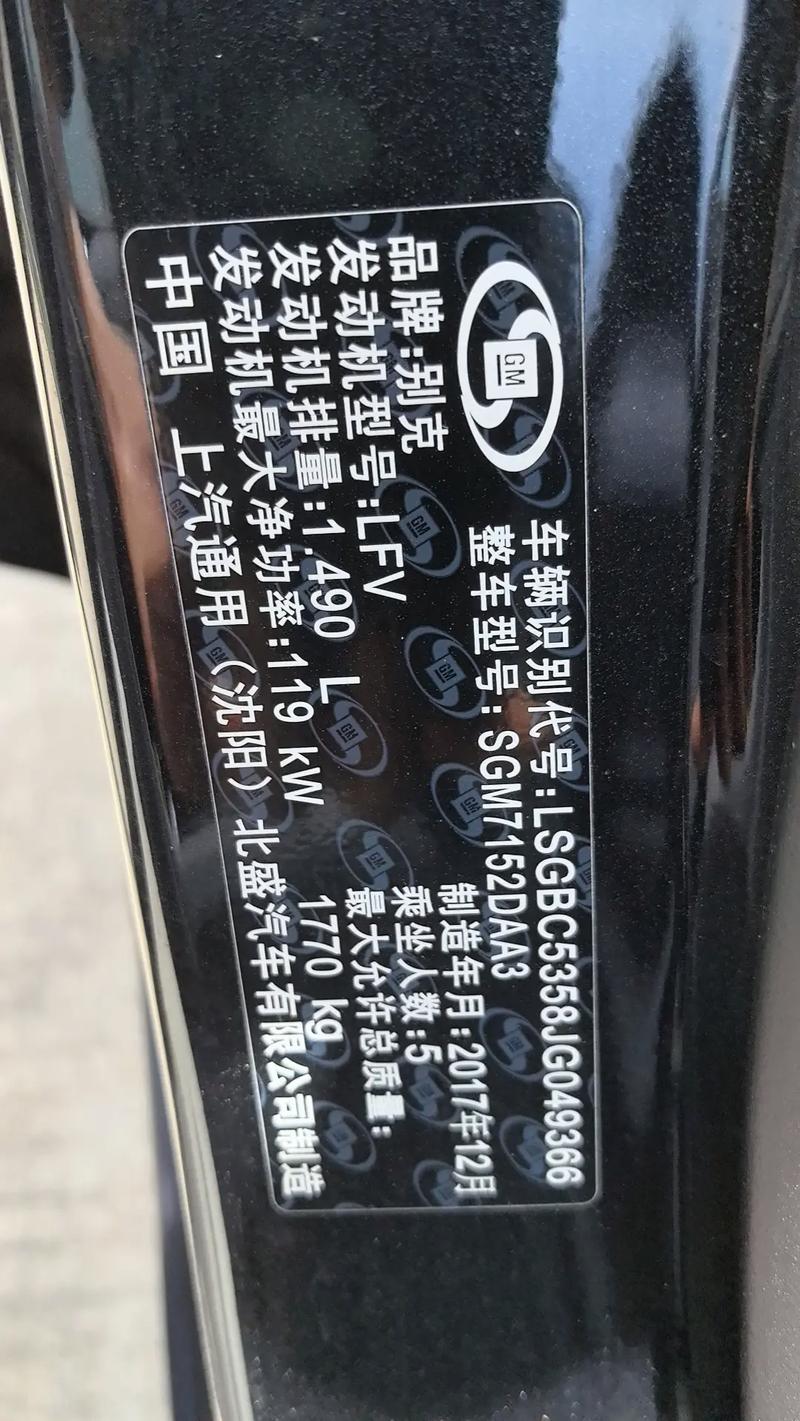 GM
车辆识别代号:LSGBC5358JG049366
整车型号:SGM7152DAA3
品牌:别克
制造年月:2017年12月
发动机型号:LFV
乘坐人数:5
发动机排量:1.490 L
最大允许总质量:
发动机最大净功率:119 kW
1770 kg
中国 上汽通用(沈阳)北盛汽车有限公司制造